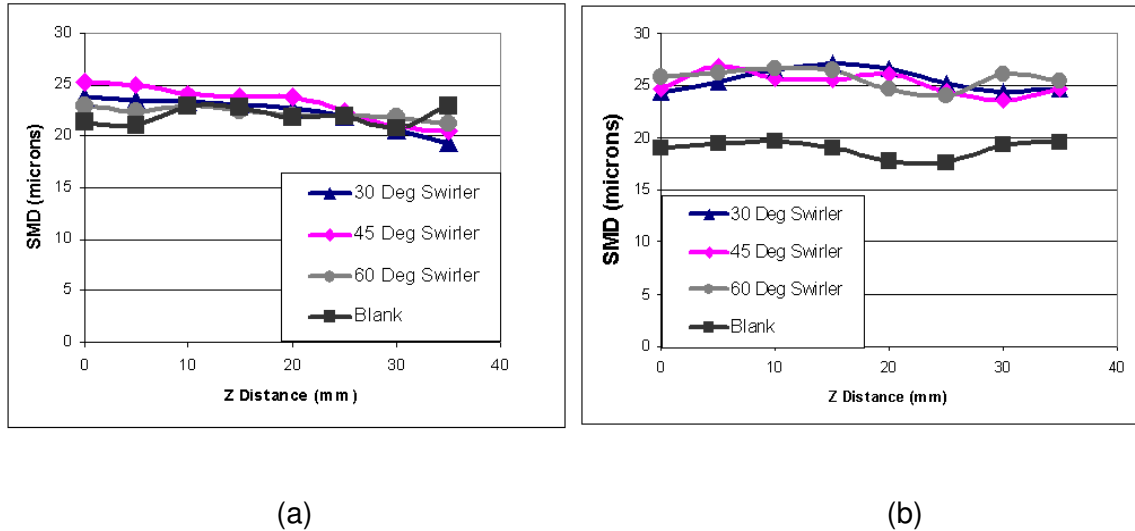 30
25
20
15
10
5
0
SMD (microns)
0 10 20 30 40
Z Distance (mm)
30 Deg Swirler
45 Deg Swirler
60 Deg Swirler
Blank
(a)
30
25
20
15
10
5
0
SMD (microns)
0 10 20 30 40
Z Distance (mm)
30 Deg Swirler
45 Deg Swirler
60 Deg Swirler
Blank
(b)